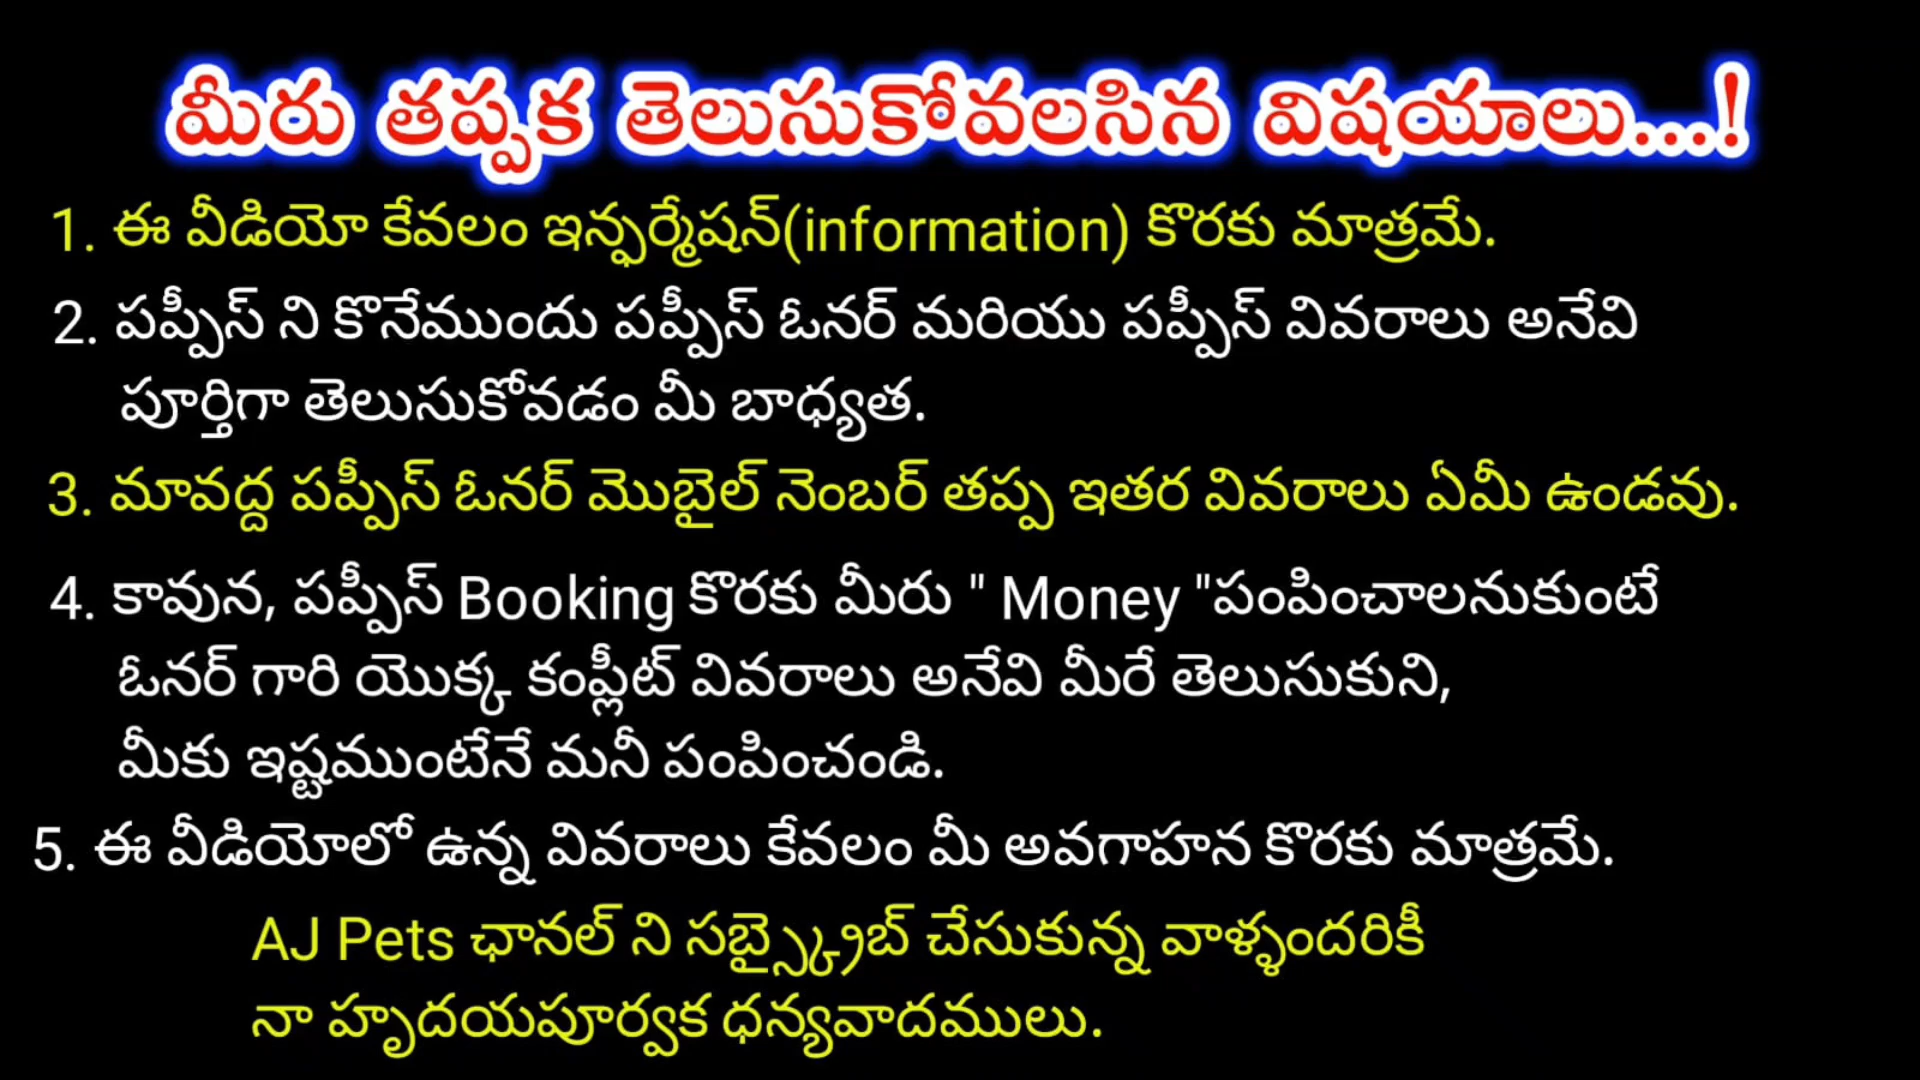 మీరు తప్పక తెలుసుకోవలసిన విషయాలు...!
1. ఈ వీడియో కేవలం ఇన్ఫర్మేషన్(information) కొరకు మాత్రమే.
2. పప్పీస్ ని కొనేముందు పప్పీస్ ఓనర్ మరియు పప్పీస్ వివరాలు అనేవి
పూర్తిగా తెలుసుకోవడం మీ బాధ్యత.
3. మావద్ద పప్పీస్ ఓనర్ మొబైల్ నెంబర్ తప్ప ఇతర వివరాలు ఏమీ ఉండవు.
4. కావున, పప్పీస్ Booking కొరకు మీరు " Money "పంపించాలనుకుంటే
ఓనర్ గారి యొక్క కంప్లీట్ వివరాలు అనేవి మీరే తెలుసుకుని,
మీకు ఇష్టముంటేనే మనీ పంపించండి.
5. ఈ వీడియోలో ఉన్న వివరాలు కేవలం మీ అవగాహన కొరకు మాత్రమే.
AJ Pets ఛానల్ ని సబ్స్క్రైబ్ చేసుకున్న వాళ్ళందరికీ
నా హృదయపూర్వక ధన్యవాదములు.